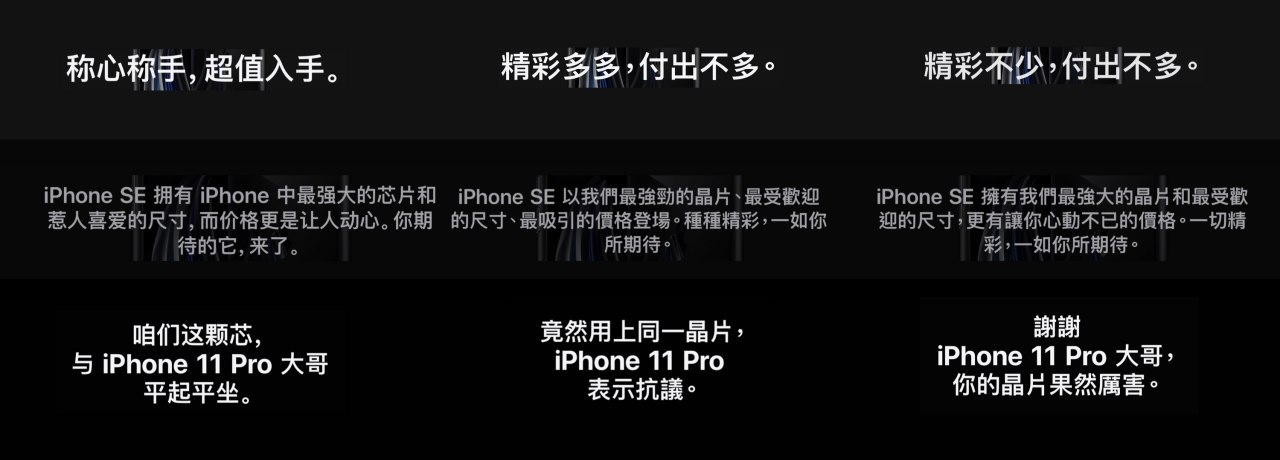 称心称手，超值入手。
精彩多多，付出不多。
精彩不少，付出不多。
iPhone SE 拥有 iPhone 中最强大的芯片和
惹人喜爱的尺寸，而价格更是让人动心。你期
待的它，来了。
iPhone SE 以我們最強勁的晶片、最受歡迎
的尺寸、最吸引的價格登場。種種精彩，一如你
所期待。
iPhone SE 擁有我們最強大的晶片和最受歡
迎的尺寸，更有讓你心動不已的價格。一切精
彩，一如你所期待。
咱们这颗芯，
与 iPhone 11 Pro 大哥
平起平坐。
竟然用上同一晶片，
iPhone 11 Pro
表示抗議。
謝謝
iPhone 11 Pro 大哥，
你的晶片果然厲害。